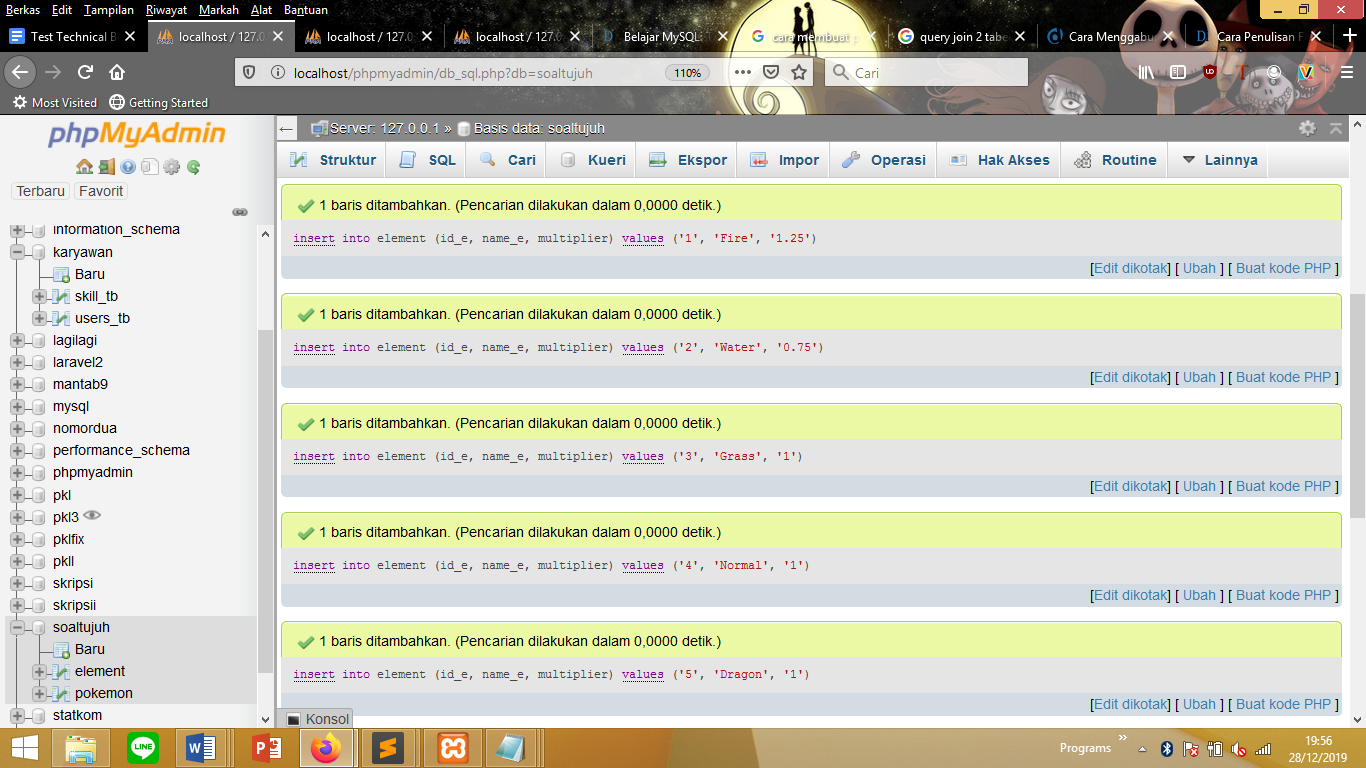 Berkas Edit Tampilan Riwayat Markah Alat Bantuan
Test Technical B
localhost / 127.0.
localhost / 127.0.
localhost / 127.0.
Belajar MySQL:
cara membuat p
query join 2 tabe
Cara Menggabu
Cara Penulisan F
localhost/phpmyadmin/db_sql.php?db=soaltujuh 110% Cari
Most Visited Getting Started
phpMyAdmin
Terbaru Favorit
information_schema
karyawan
Baru
skill_tb
users_tb
lagilagi
laravel2
mantab9
mysql
nomordua
performance_schema
phpmyadmin
pkl
pkl3
pklfix
pkll
skripsi
skripsii
soaltujuh
Baru
element
pokemon
statkom
Server: 127.0.0.1 » Basis data: soaltujuh
Struktur SQL Cari Kueri Ekspor Impor Operasi Hak Akses Routine Lainnya
1 baris ditambahkan. (Pencarian dilakukan dalam 0,0000 detik.)
insert into element (id_e, name_e, multiplier) values ('1', 'Fire', '1.25')
[Edit dikotak] [ Ubah ] [ Buat kode PHP ]
1 baris ditambahkan. (Pencarian dilakukan dalam 0,0000 detik.)
insert into element (id_e, name_e, multiplier) values ('2', 'Water', '0.75')
[Edit dikotak] [ Ubah ] [ Buat kode PHP ]
1 baris ditambahkan. (Pencarian dilakukan dalam 0,0000 detik.)
insert into element (id_e, name_e, multiplier) values ('3', 'Grass', '1')
[Edit dikotak] [ Ubah ] [ Buat kode PHP ]
1 baris ditambahkan. (Pencarian dilakukan dalam 0,0000 detik.)
insert into element (id_e, name_e, multiplier) values ('4', 'Normal', '1')
[Edit dikotak] [ Ubah ] [ Buat kode PHP ]
1 baris ditambahkan. (Pencarian dilakukan dalam 0,0000 detik.)
insert into element (id_e, name_e, multiplier) values ('5', 'Dragon', '1')
[Edit dikotak] [ Ubah ] [ Buat kode PHP ]
Konsol
Programs
19:56
28/12/2019